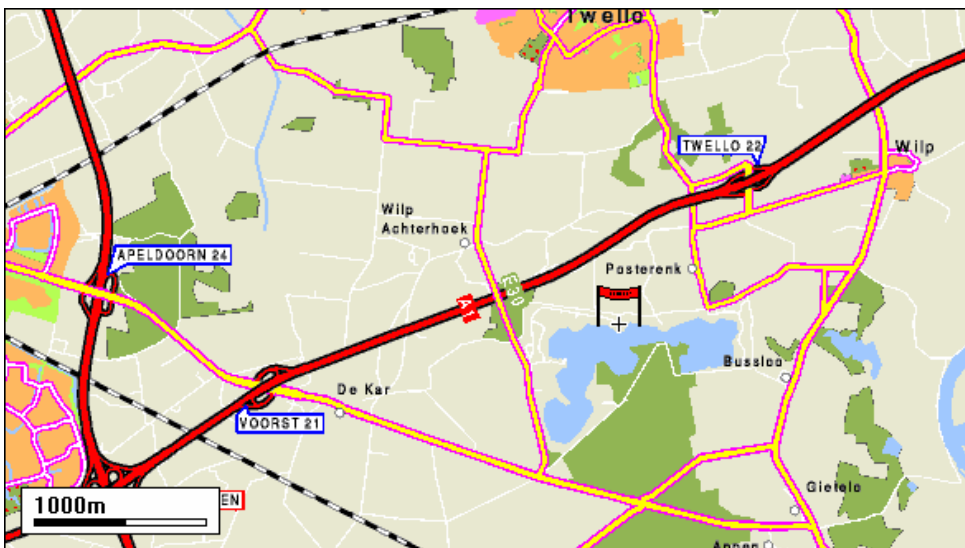 Twello
TWELLO 22
Wilp
Wilp
Achterhoek
APELDOORN 24
Posterenk
E30
A1
Bussloo
De Kar
VOORST 21
Gietelo
1000m
EN
Appen